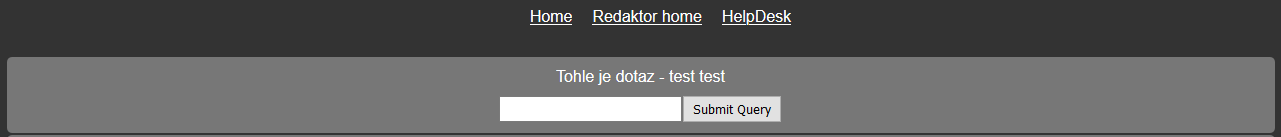 Home Redaktor home HelpDesk
Tohle je dotaz - test test
Submit Query